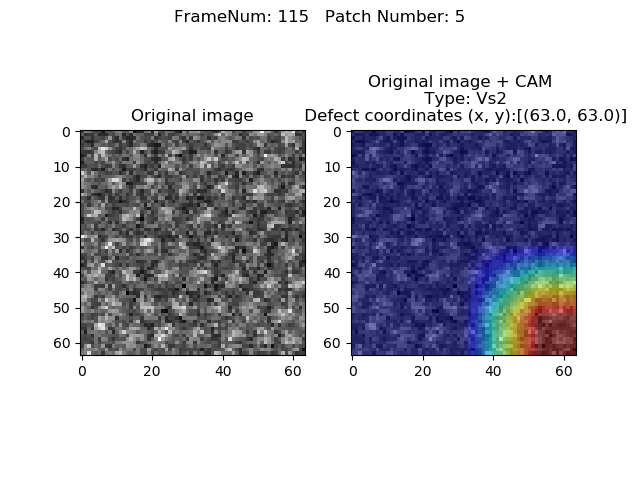 FrameNum: 115   Patch Number: 5
Original image
Original image + CAM
Type: Vs2
Defect coordinates (x, y):[(63.0, 63.0)]
0
10
20
30
40
50
60
0 20 40 60
0
10
20
30
40
50
60
0 20 40 60